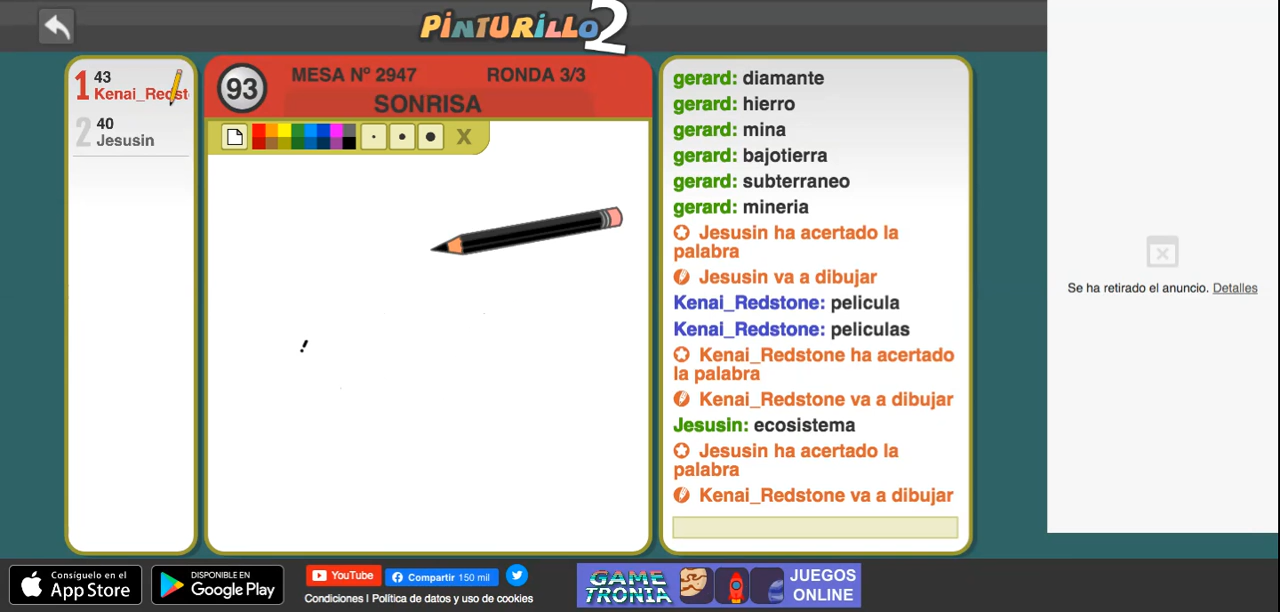 PINTURILLO 2
1 43
Kenai_Redst
2 40
Jesusin
93
MESA Nº 2947 RONDA 3/3
SONRISA
X
gerard: diamante
gerard: hierro
gerard: mina
gerard: bajotierra
gerard: subterraneo
gerard: mineria
Jesusin ha acertado la
palabra
Jesusin va a dibujar
Kenai_Redstone: pelicula
Kenai_Redstone: peliculas
Kenai_Redstone ha acertado
la palabra
Kenai_Redstone va a dibujar
Jesusin: ecosistema
Jesusin ha acertado la
palabra
Kenai_Redstone va a dibujar
Se ha retirado el anuncio. Detalles
Consíguelo en el
App Store
DISPONIBLE EN
Google Play
YouTube
Compartir 150 mil
Condiciones | Política de datos y uso de cookies
GAME
TRONIA
JUEGOS
ONLINE